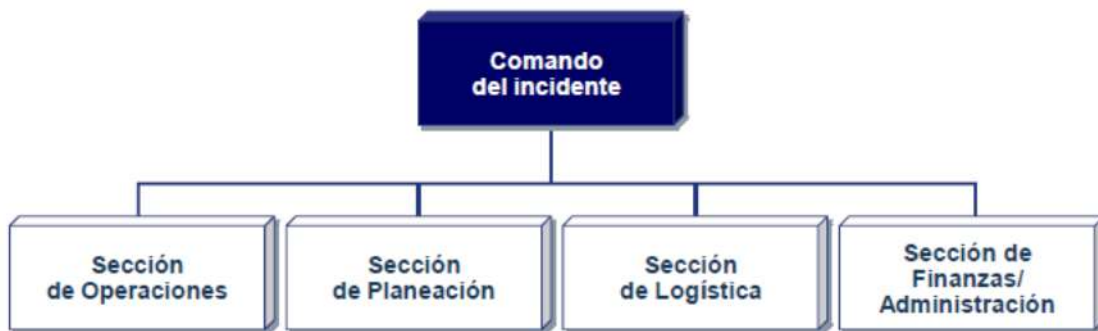 Comando
del incidente
Sección
de Operaciones
Sección
de Planeación
Sección
de Logística
Sección de
Finanzas/
Administración